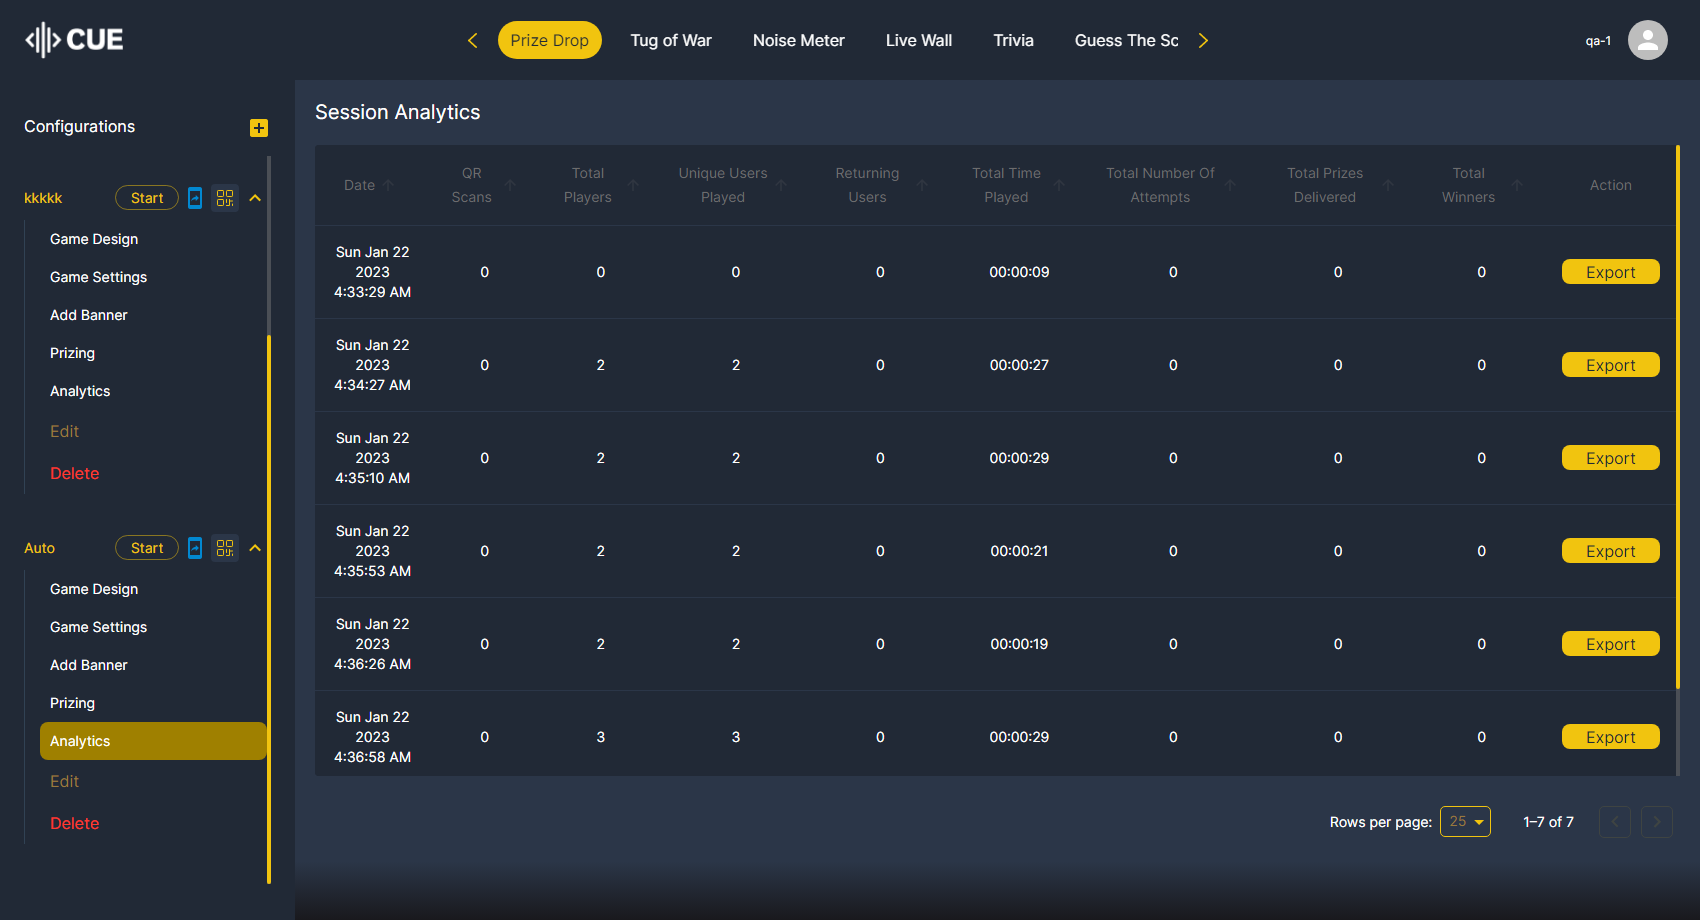 CUE
Prize Drop
Tug of War
Noise Meter
Live Wall
Trivia
Guess The Sc
qa-1
Configurations
kkkkk
Start
Game Design
Game Settings
Add Banner
Prizing
Analytics
Edit
Delete
Auto
Start
Game Design
Game Settings
Add Banner
Prizing
Analytics
Edit
Delete
Session Analytics
Date
QR
Scans
Total
Players
Unique Users
Played
Returning
Users
Total Time
Played
Total Number Of
Attempts
Total Prizes
Delivered
Total
Winners
Action
Sun Jan 22
2023
4:33:29 AM
0
0
0
0
00:00:09
0
0
0
Export
Sun Jan 22
2023
4:34:27 AM
0
2
2
0
00:00:27
0
0
0
Export
Sun Jan 22
2023
4:35:10 AM
0
2
2
0
00:00:29
0
0
0
Export
Sun Jan 22
2023
4:35:53 AM
0
2
2
0
00:00:21
0
0
0
Export
Sun Jan 22
2023
4:36:26 AM
0
2
2
0
00:00:19
0
0
0
Export
Sun Jan 22
2023
4:36:58 AM
0
3
3
0
00:00:29
0
0
0
Export
Rows per page: 25 1–7 of 7